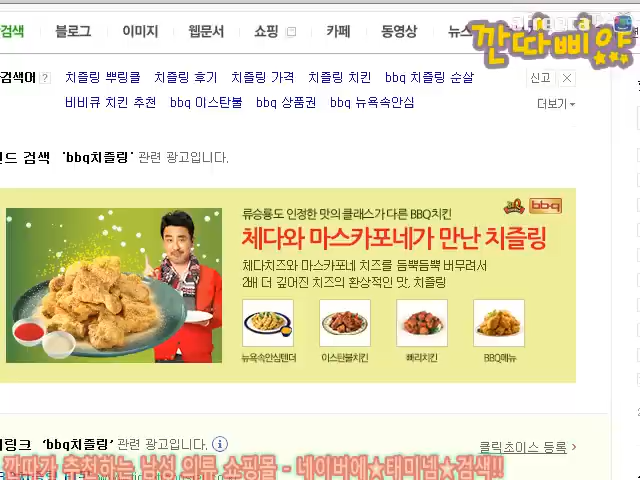 검색 블로그 이미지 웹문서 쇼핑 카페 동영상 뉴스
깐따삐야
검색어 ? 치즐링 뿌링클 치즐링 후기 치즐링 가격 치즐링 치킨 bbq 치즐링 순살 신고
비비큐 치킨 추천 bbq 이스탄불 bbq 상품권 bbq 뉴욕속안심 더보기
드 검색 'bbq치즐링' 관련 광고입니다.
류승룡도 인정한 맛의 클래스가 다른 BBQ치킨 bb.q
체다와 마스카포네가 만난 치즐링
체다치즈와 마스카포네 치즈를 듬뿍듬뿍 버무려서
2배 더 깊어진 치즈의 환상적인 맛, 치즐링
뉴욕속안심텐더 이스탄불치킨 빠리치킨 BBQ메뉴
링크 'bbq치즐링' 관련 광고입니다. 클릭초이스 등록
깐따가 추천하는 남성 의류 쇼핑몰 - 네이버에★태미넴★검색!!